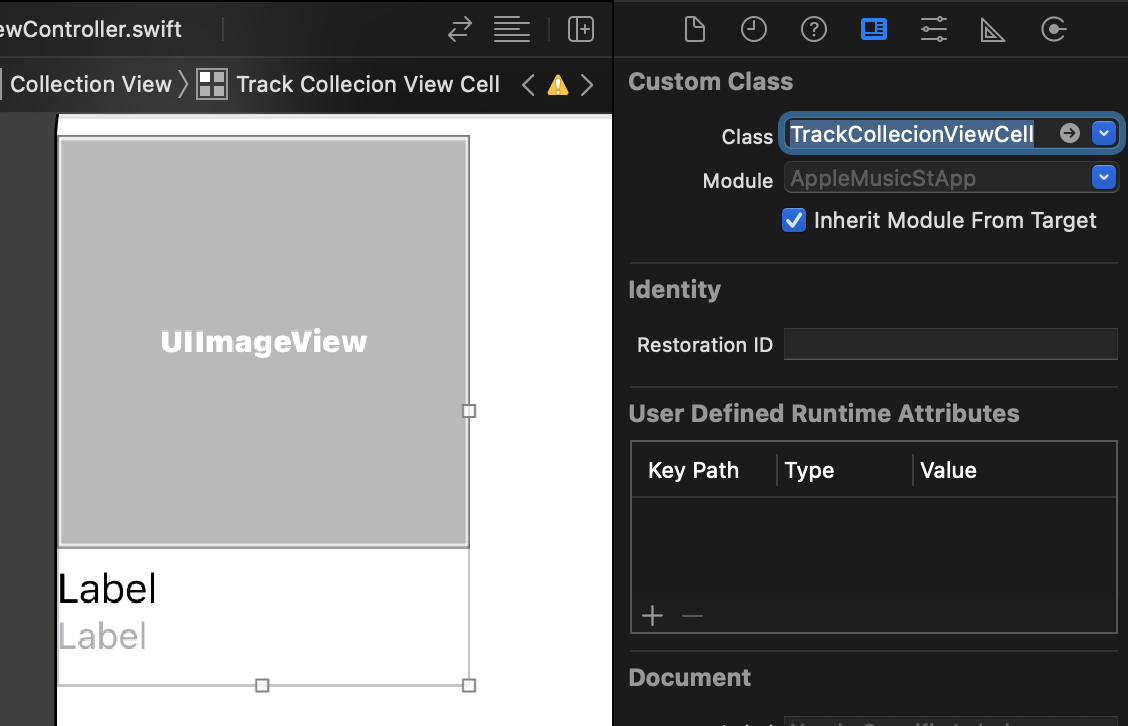 ewController.swift
Collection View
Track Collecion View Cell
Custom Class
Class TrackCollecionViewCell
Module AppleMusicStApp
Inherit Module From Target
UIImageView
Identity
Restoration ID
User Defined Runtime Attributes
Key Path Type Value
Label
Label
Document